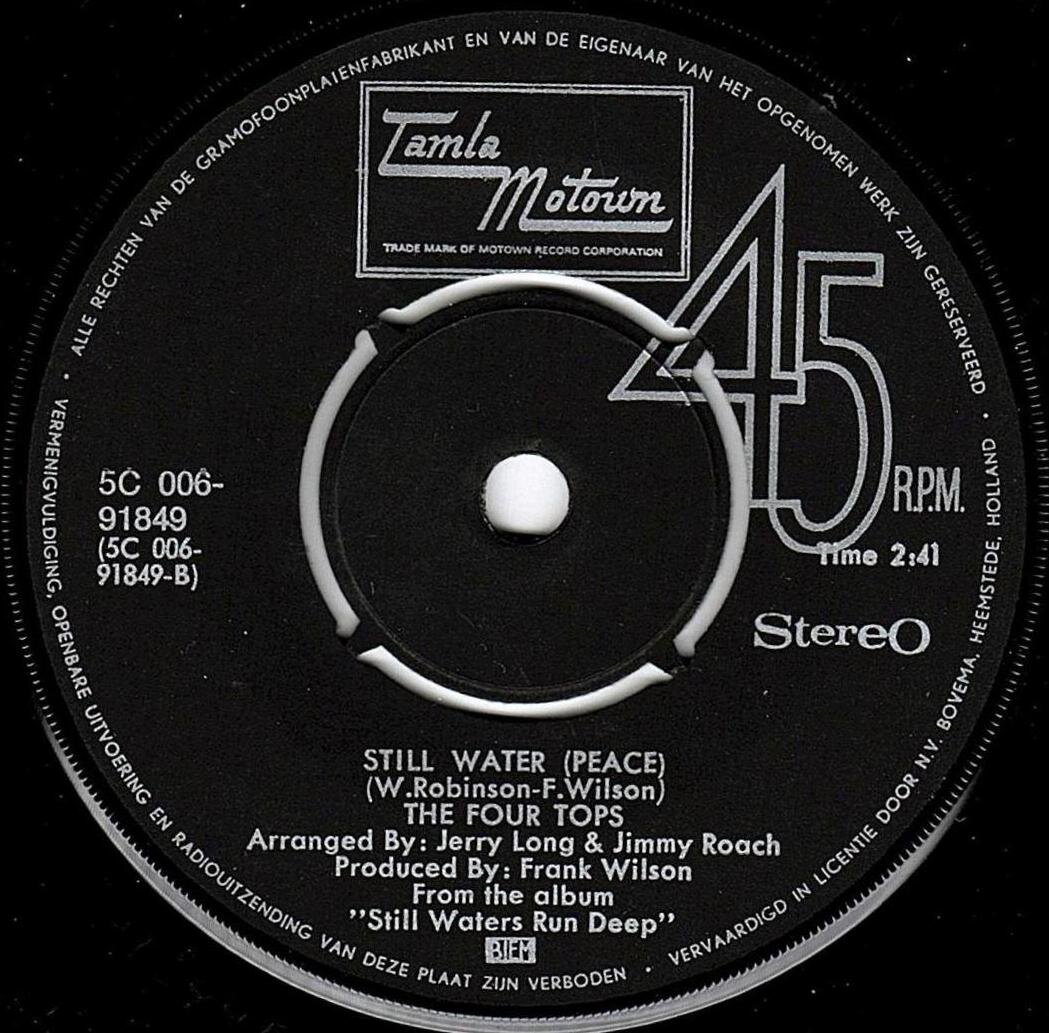 ALLE RECHTEN VAN DE GRAMOFOONPLATENFABRIKANT EN VAN DE EIGENAAR VAN HET OPGENOMEN WERK ZIJN GERESERVEERD •
Tamla
Motown
TRADE MARK OF MOTOWN RECORD CORPORATION
45
R.P.M.
5C 006-
91849
(5C 006-
91849-B)
Time 2:41
Stereo
STILL WATER (PEACE)
(W.Robinson-F.Wilson)
THE FOUR TOPS
Arranged By: Jerry Long & Jimmy Roach
Produced By: Frank Wilson
From the album
"Still Waters Run Deep"
BIEM
VERMENIGVULDIGING, OPENBARE UITVOERING EN RADIOUITZENDING VAN DEZE PLAAT ZIJN VERBODEN •
VERVAARDIGD IN LICENTIE DOOR N.V. BOVEMA, HEEMSTEDE, HOLLAND